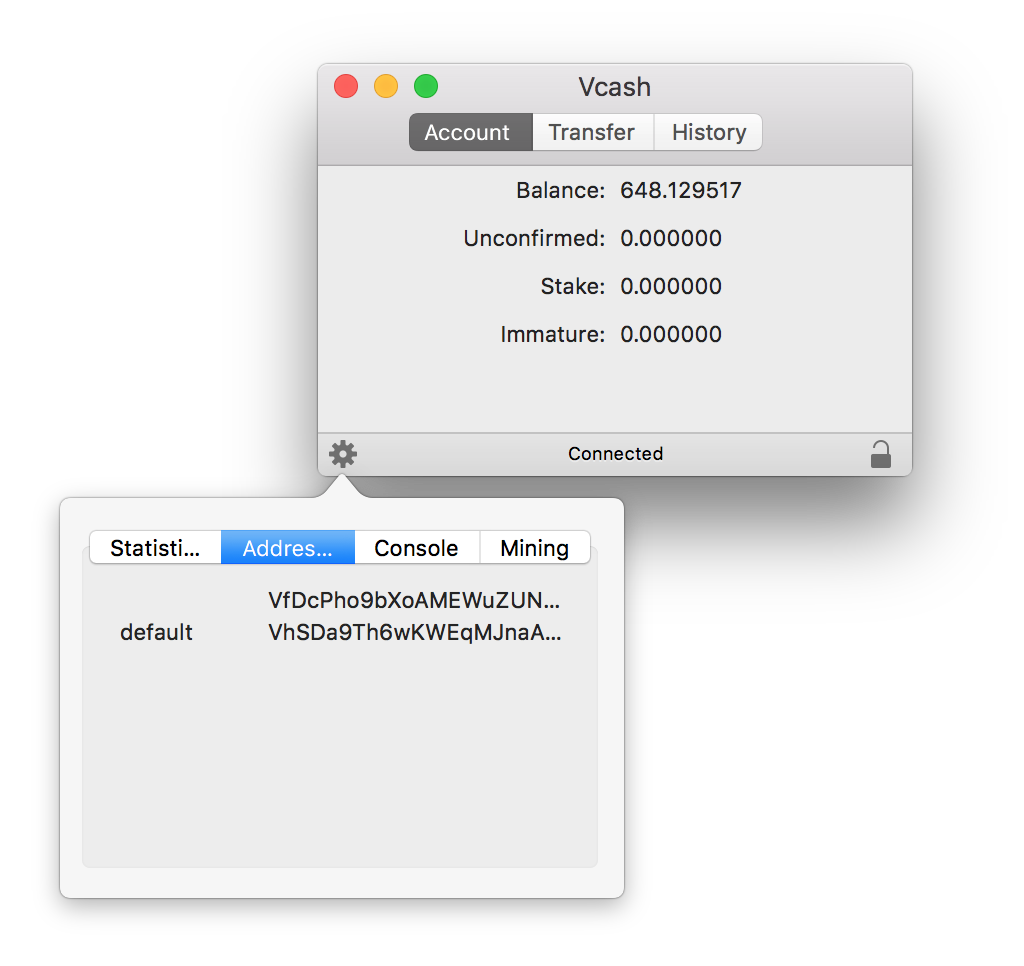 Vcash
Account Transfer History
Balance: 648.129517
Unconfirmed: 0.000000
Stake: 0.000000
Immature: 0.000000
Connected
Statisti... Addres... Console Mining
VfDcPho9bXoAMEWuZUN...
default VhSDa9Th6wKWEqMJnaA...